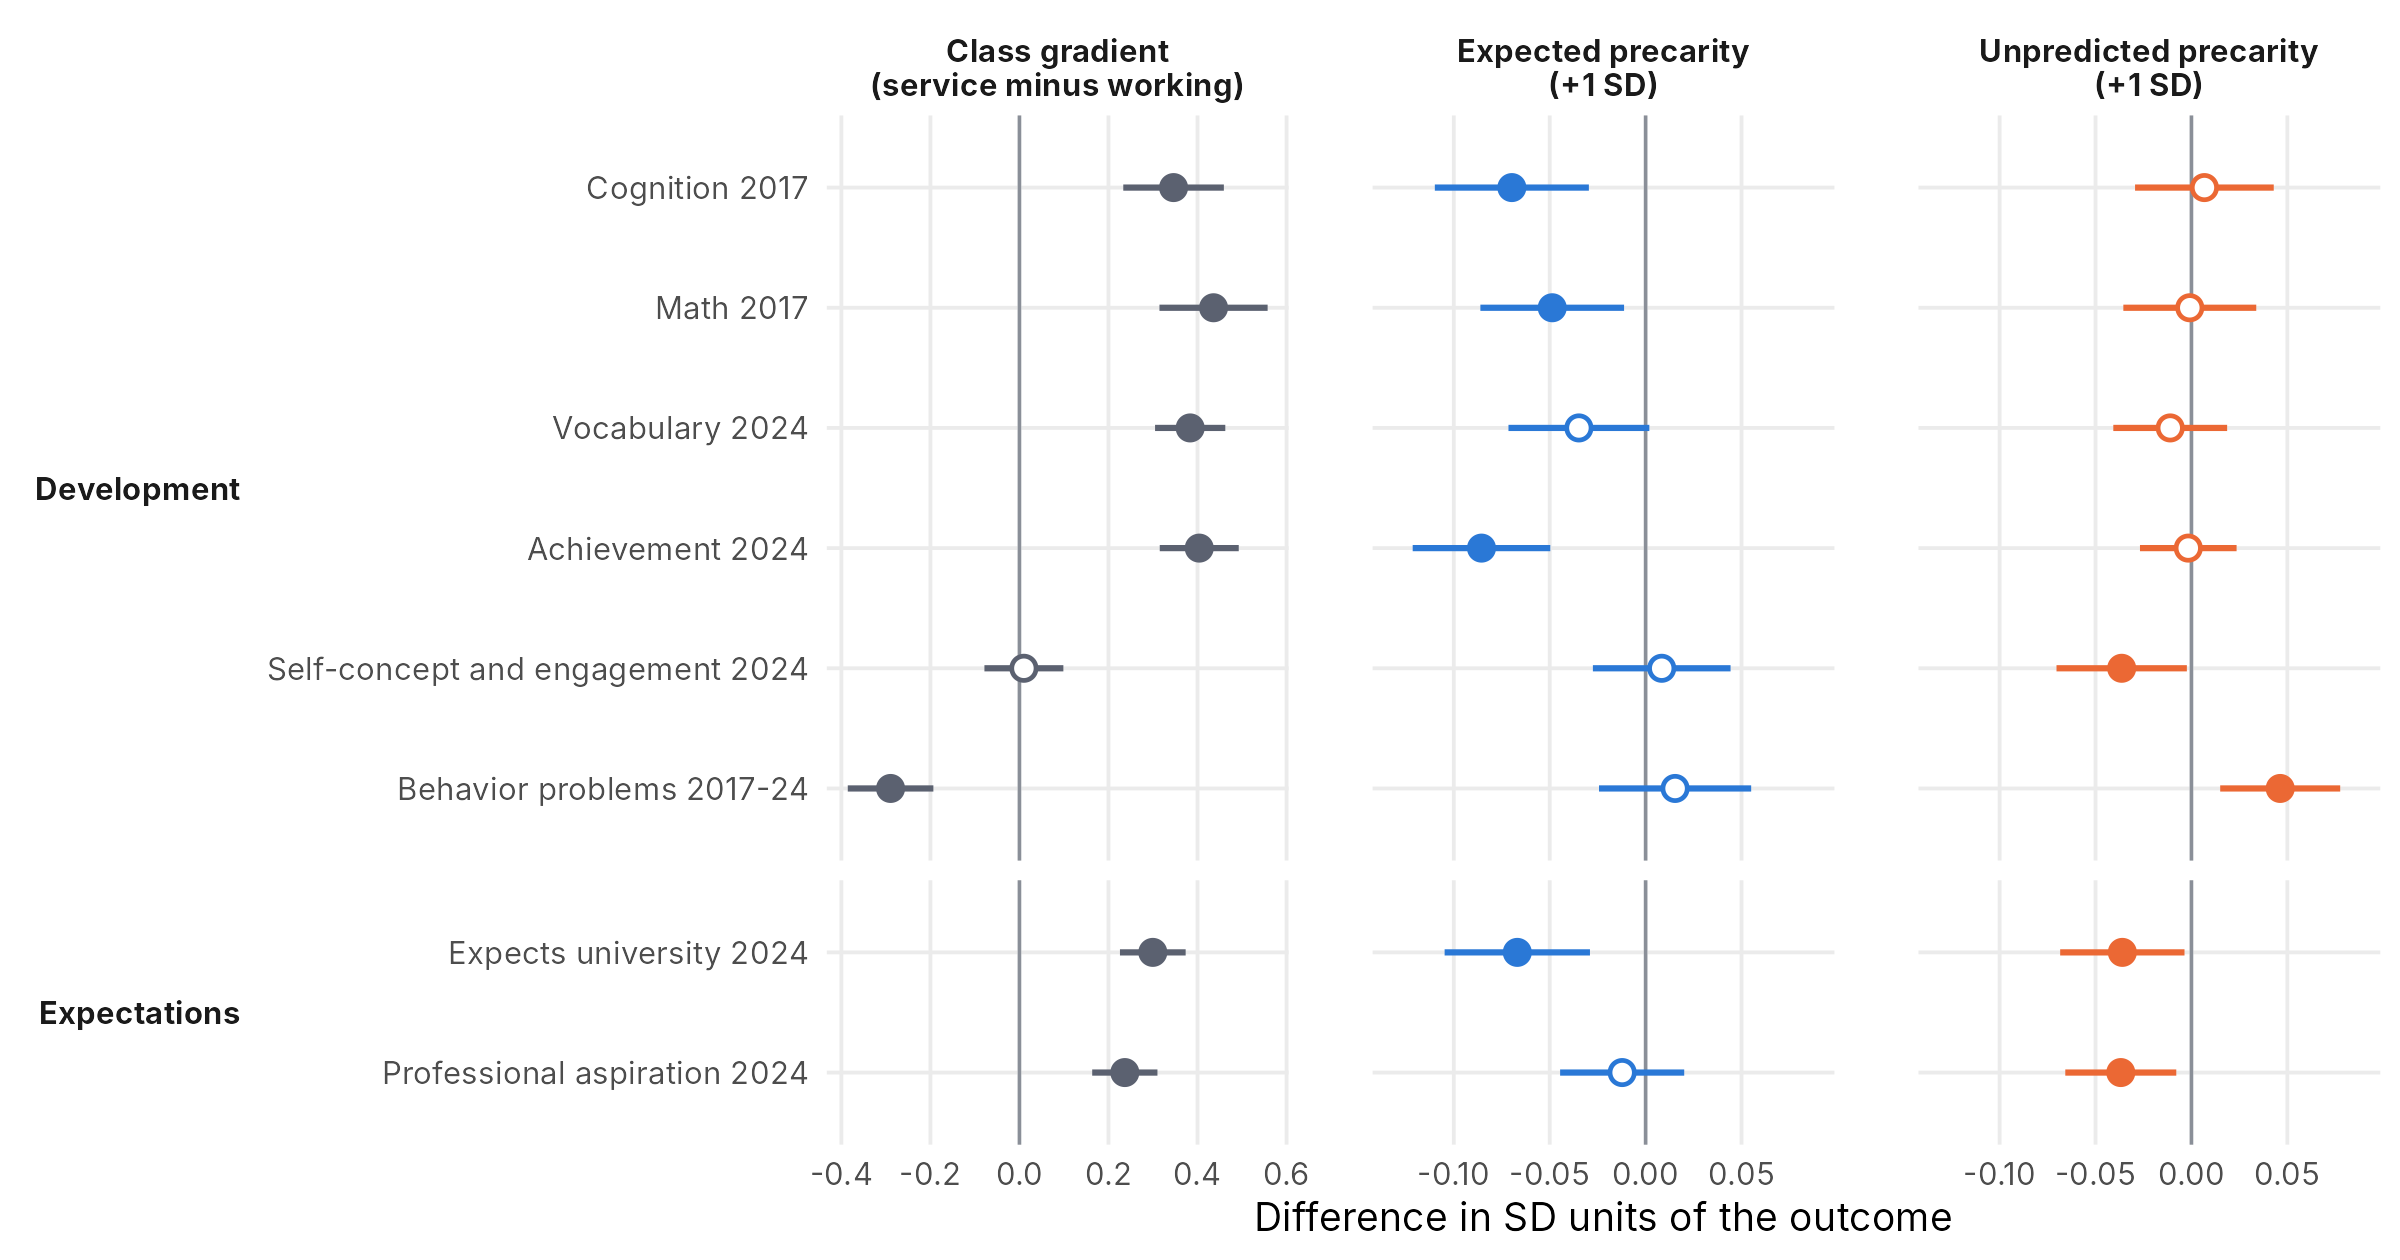 Class gradient
(service minus working)
Expected precarity
(+1 SD)
Unpredicted precarity
(+1 SD)
Cognition 2017
Math 2017
Vocabulary 2024
Development
Achievement 2024
Self-concept and engagement 2024
Behavior problems 2017-24
Expects university 2024
Expectations
Professional aspiration 2024
-0.4 -0.2 0.0 0.2 0.4 0.6 -0.10 -0.05 0.00 0.05 -0.10 -0.05 0.00 0.05
Difference in SD units of the outcome